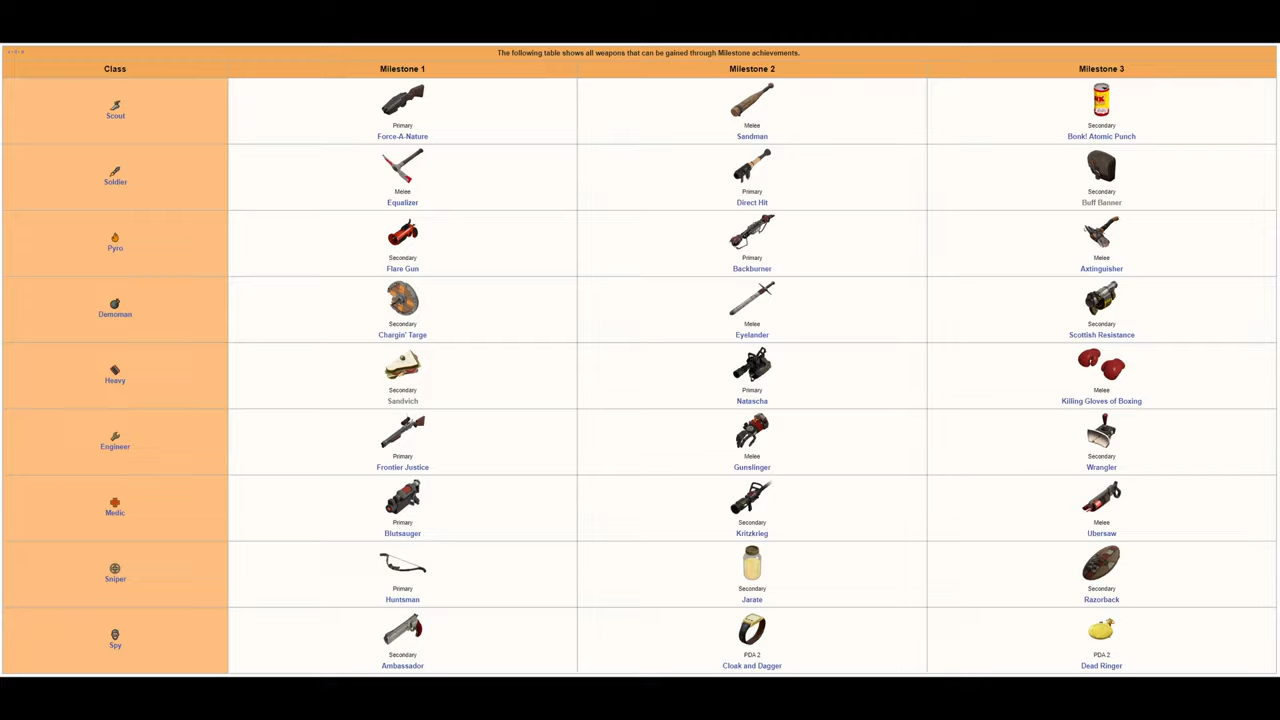 The following table shows all weapons that can be gained through Milestone achievements.
Class Milestone 1 Milestone 2 Milestone 3
Scout
Primary Melee Secondary
Force-A-Nature Sandman Bonk! Atomic Punch
Soldier
Melee Primary Secondary
Equalizer Direct Hit Buff Banner
Pyro
Secondary Primary Melee
Flare Gun Backburner Axtinguisher
Demoman
Secondary Melee Secondary
Chargin' Targe Eyelander Scottish Resistance
Heavy
Secondary Primary Melee
Sandvich Natascha Killing Gloves of Boxing
Engineer
Primary Melee Secondary
Frontier Justice Gunslinger Wrangler
Medic
Primary Secondary Melee
Blutsauger Kritzkrieg Ubersaw
Sniper
Primary Secondary Secondary
Huntsman Jarate Razorback
Spy
Secondary PDA 2 PDA 2
Ambassador Cloak and Dagger Dead Ringer